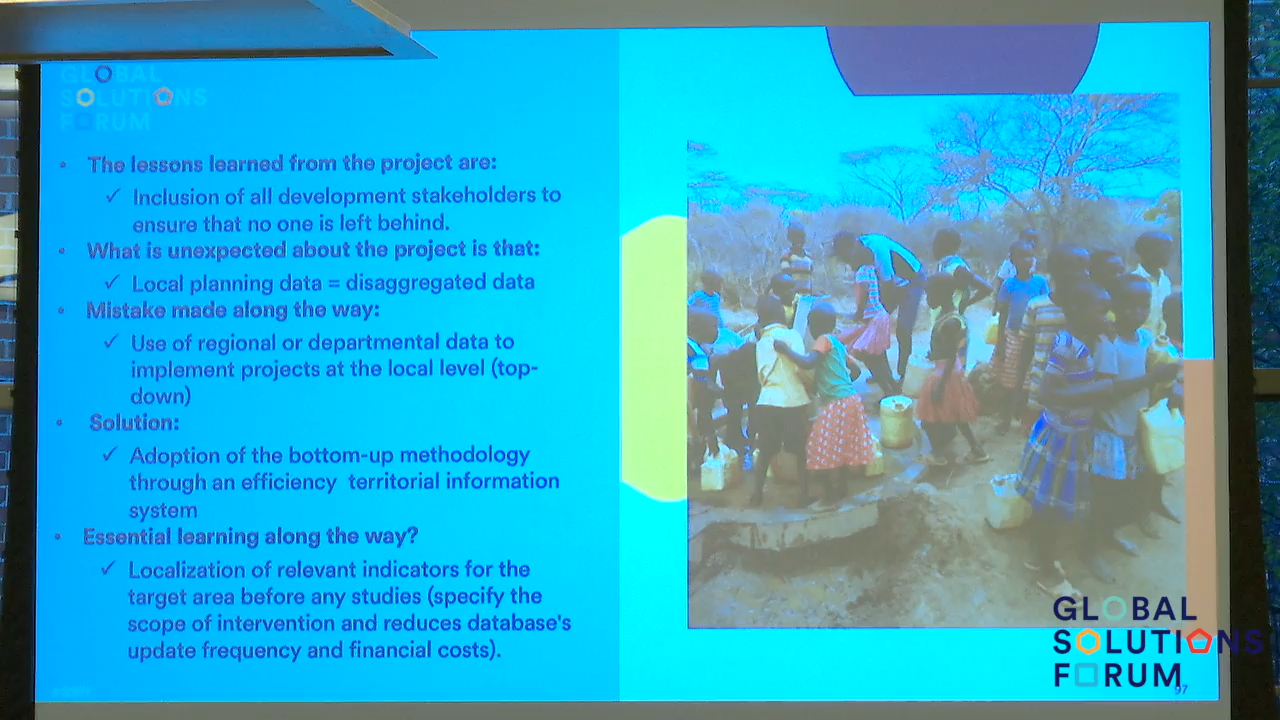 GLOBAL
SOLUTIONS
FORUM
• The lessons learned from the project are:
✓ Inclusion of all development stakeholders to
ensure that no one is left behind.
• What is unexpected about the project is that:
✓ Local planning data = disaggregated data
• Mistake made along the way:
✓ Use of regional or departmental data to
implement projects at the local level (top-
down)
• Solution:
✓ Adoption of the bottom-up methodology
through an efficiency territorial information
system
• Essential learning along the way?
✓ Localization of relevant indicators for the
target area before any studies (specify the
scope of intervention and reduces database's
update frequency and financial costs).
GLOBAL
SOLUTIONS
FORUM
97